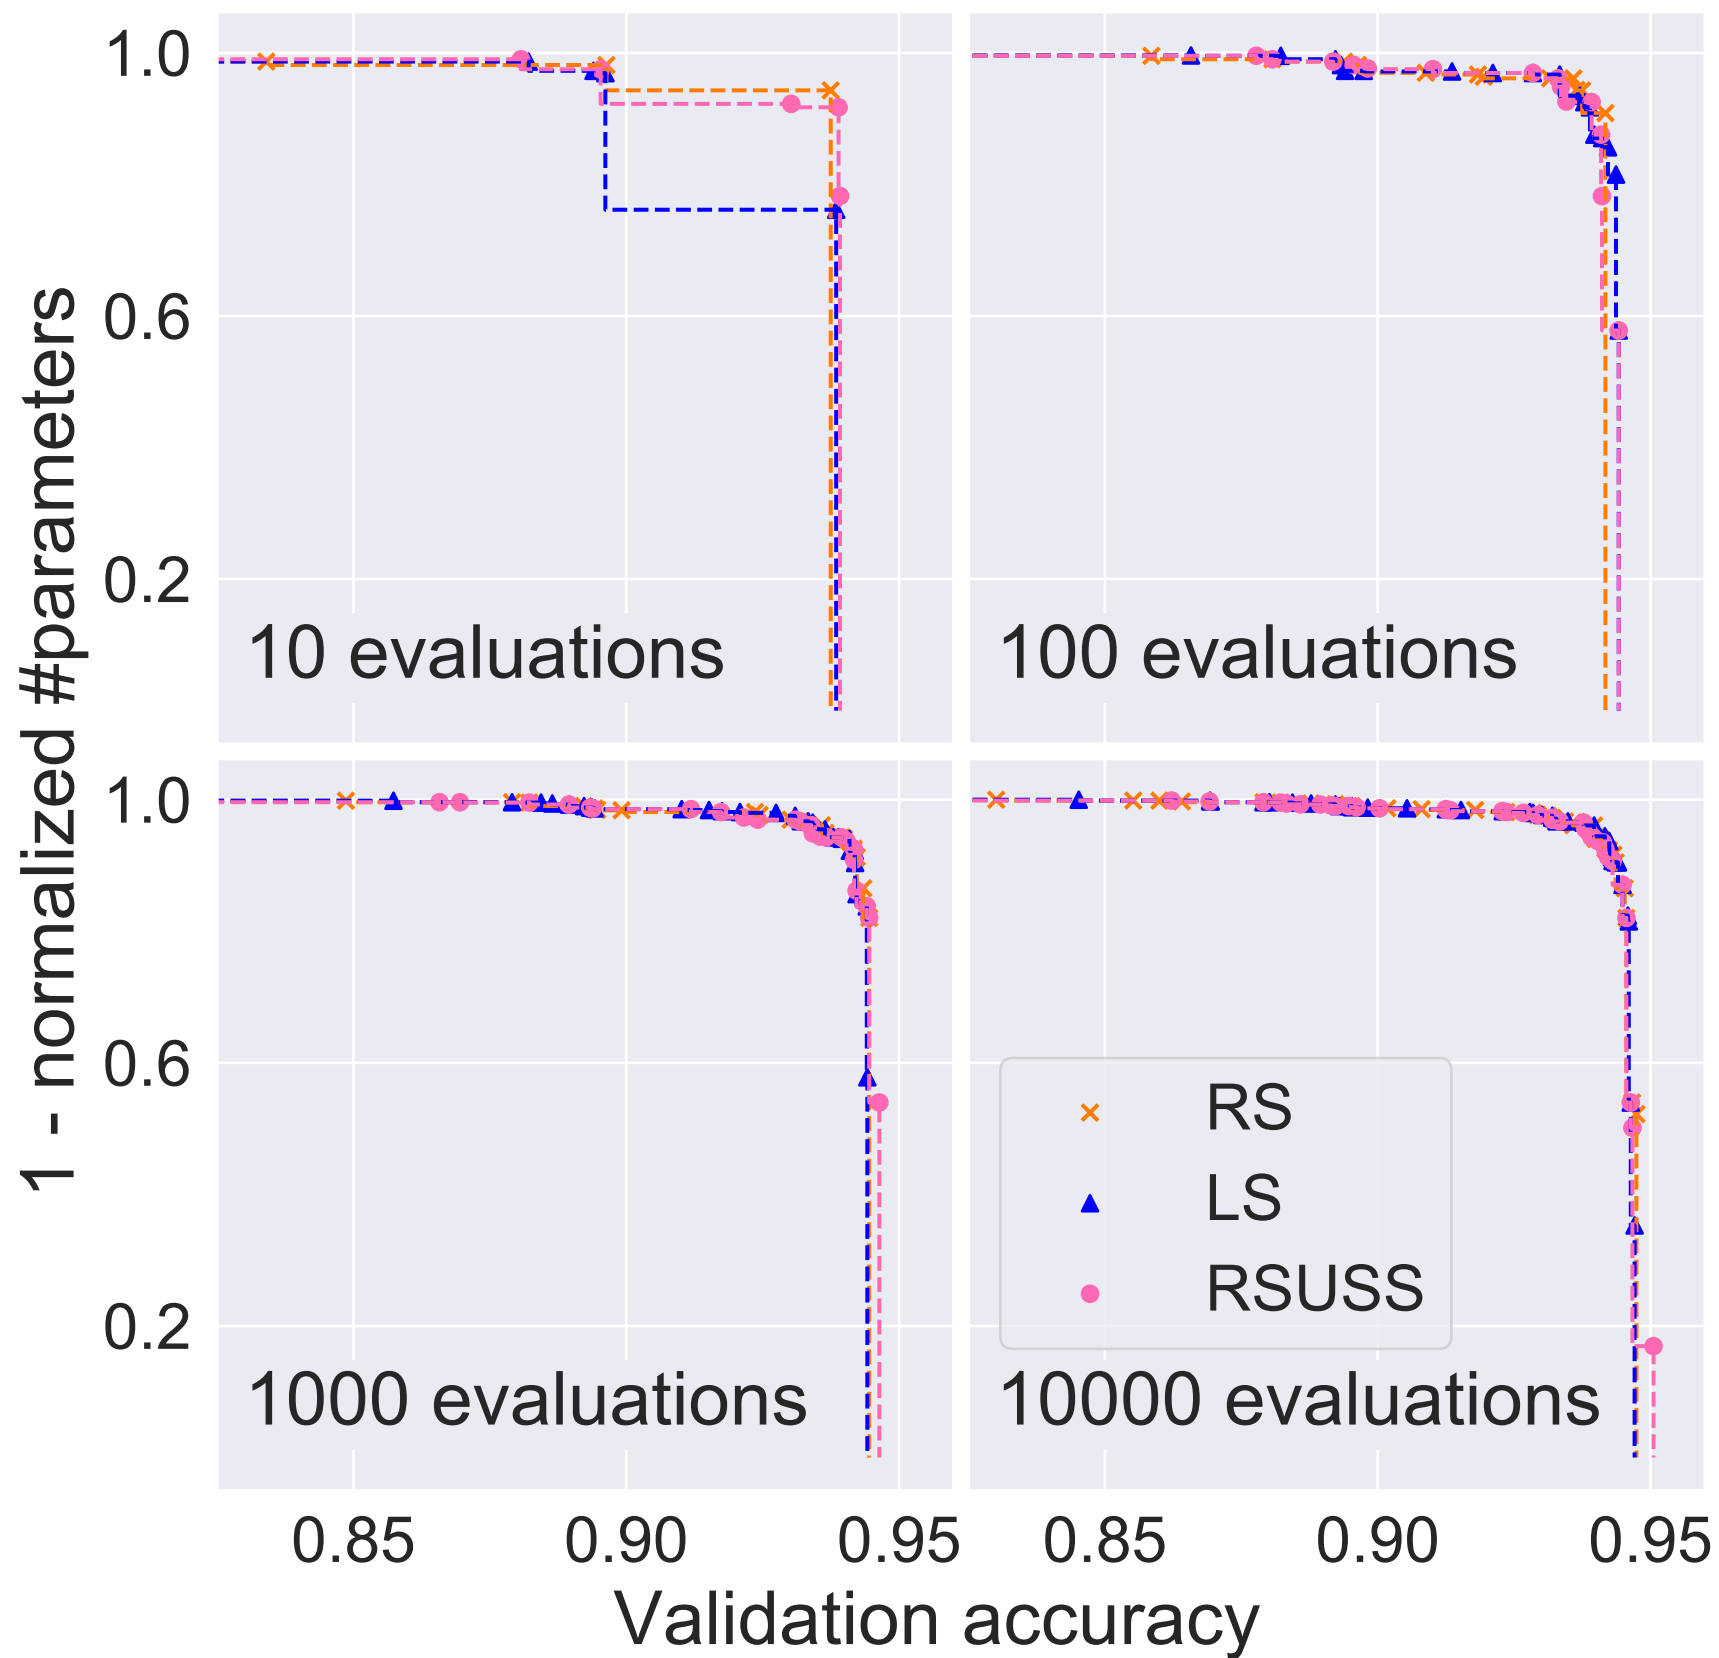 1 - normalized #parameters
1.0
0.6
0.2
10 evaluations
100 evaluations
1.0
0.6
0.2
1000 evaluations
RS
LS
RSUSS
10000 evaluations
0.85 0.90 0.95 0.85 0.90 0.95
Validation accuracy